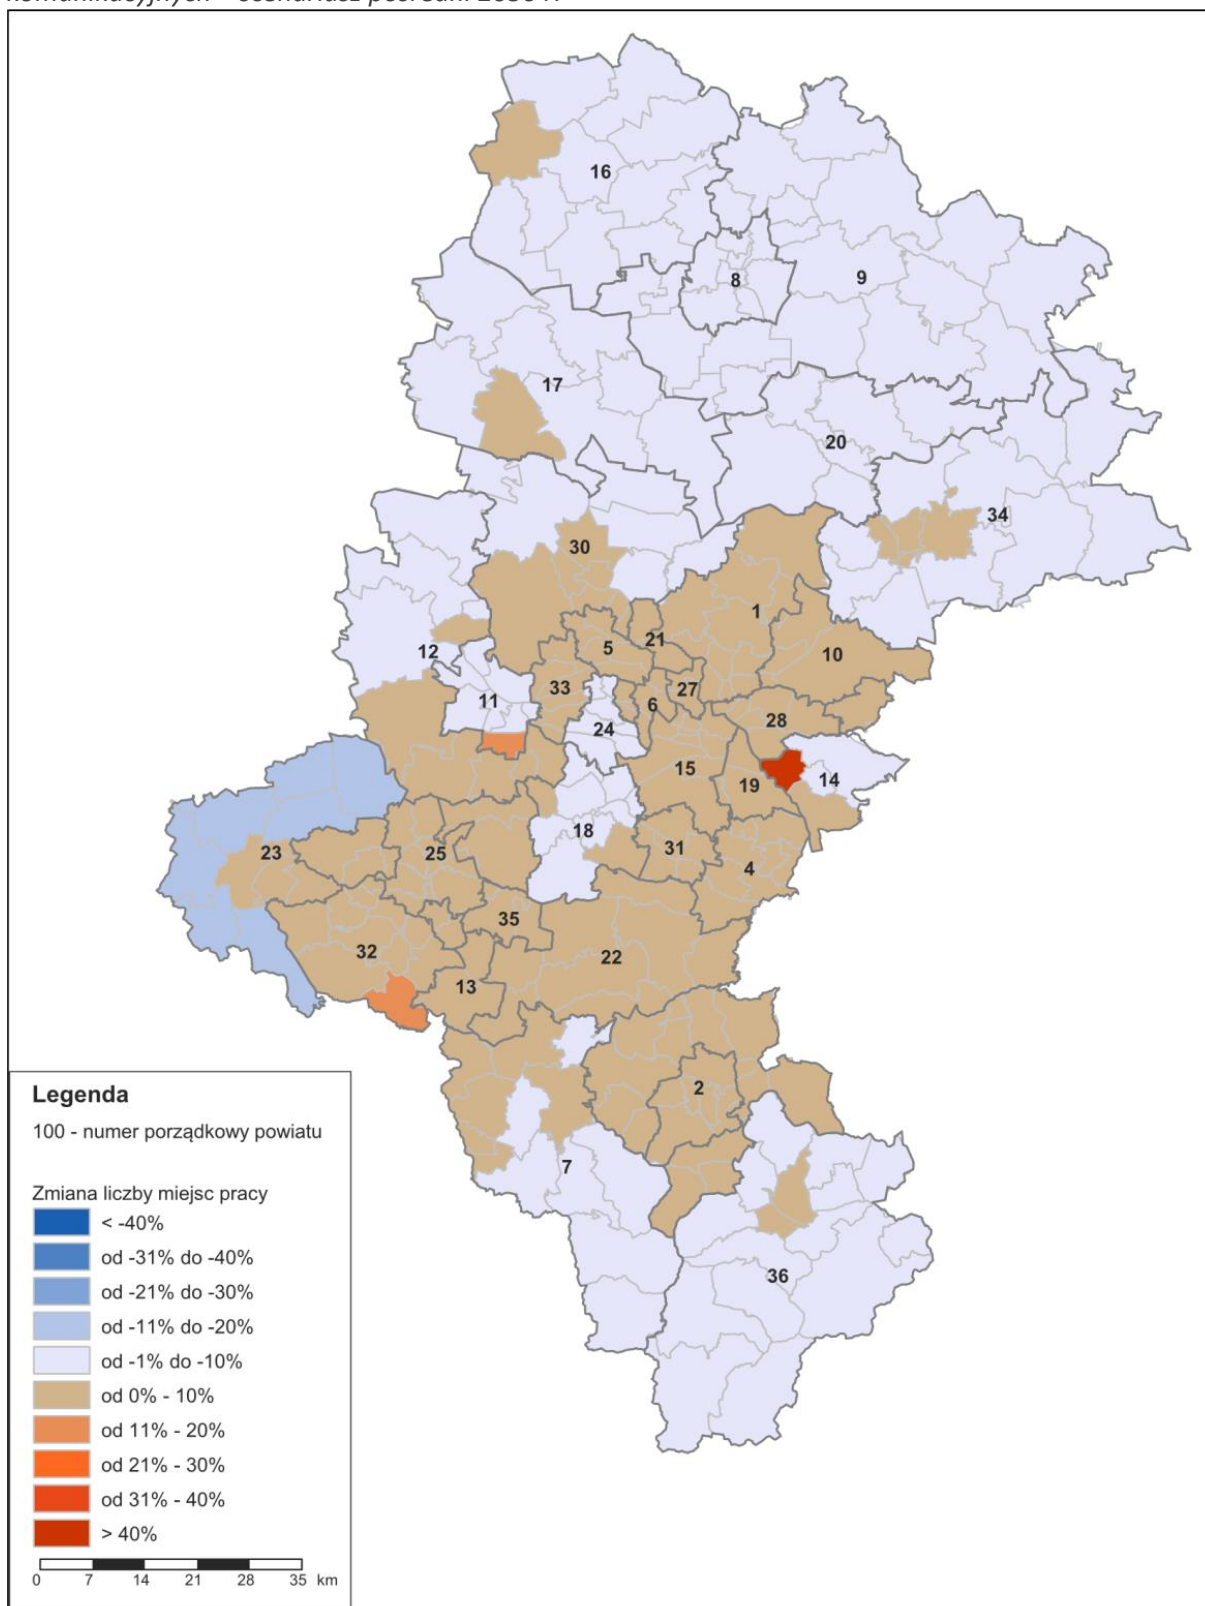 16
8
9
17
20
34
30
1
5
21
12
10
33
27
11
6
28
24
15
14
19
18
31
23
25
4
35
32
22
13
2
7
36
Legenda
100 - numer porządkowy powiatu
Zmiana liczby miejsc pracy
< -40%
od -31% do -40%
od -21% do -30%
od -11% do -20%
od -1% do -10%
od 0% - 10%
od 11% - 20%
od 21% - 30%
od 31% - 40%
> 40%
0 7 14 21 28 35 km